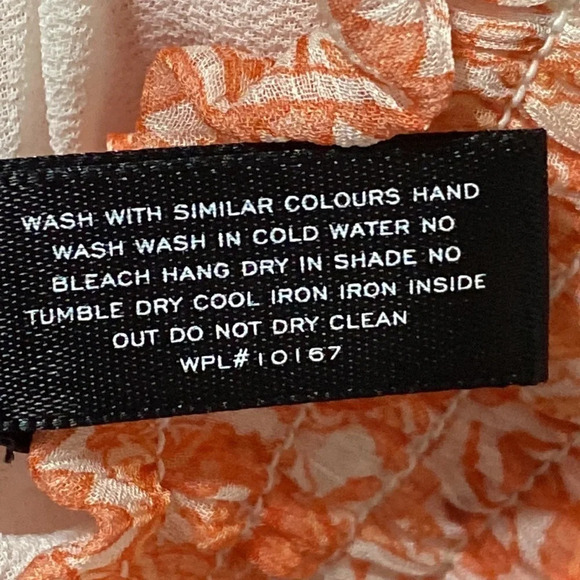 WASH WITH SIMILAR COLOURS HAND
WASH WASH IN COLD WATER NO
BLEACH HANG DRY IN SHADE NO
TUMBLE DRY COOL IRON IRON INSIDE
OUT DO NOT DRY CLEAN
WPL#10167